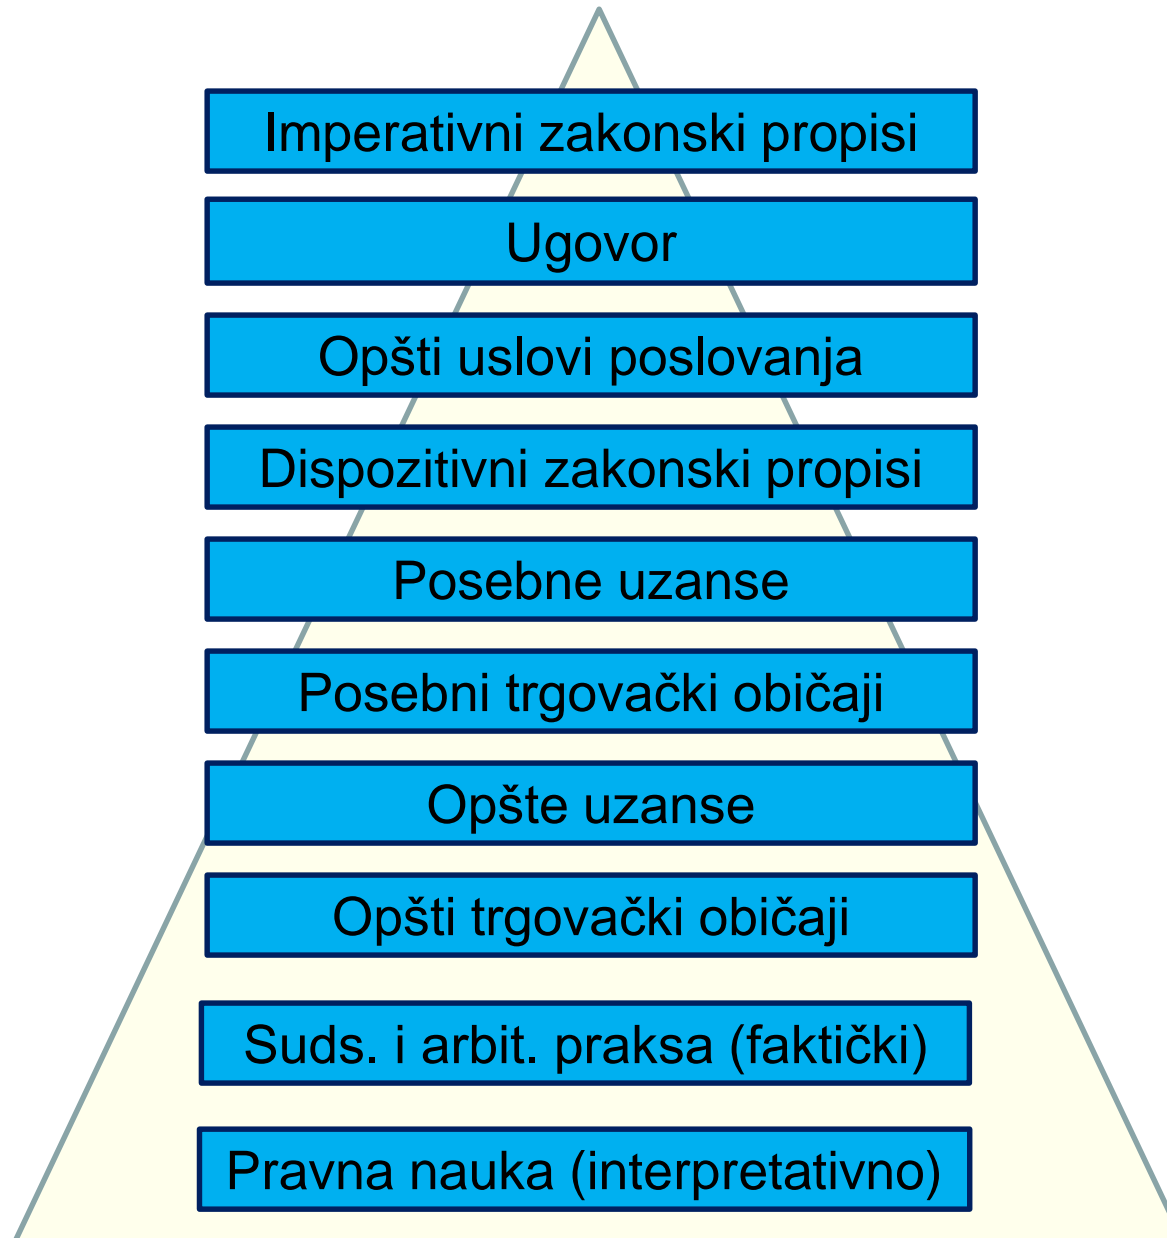 Imperativni zakonski propisi
Ugovor
Opšti uslovi poslovanja
Dispozitivni zakonski propisi
Posebne uzanse
Posebni trgovački običaji
Opšte uzanse
Opšti trgovački običaji
Suds. i arbit. praksa (faktički)
Pravna nauka (interpretativno)